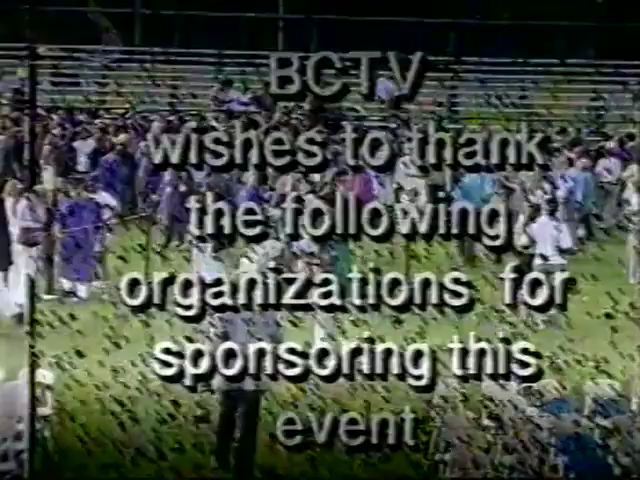 BCTV
wishes to thank
the following
organizations for
sponsoring this
event